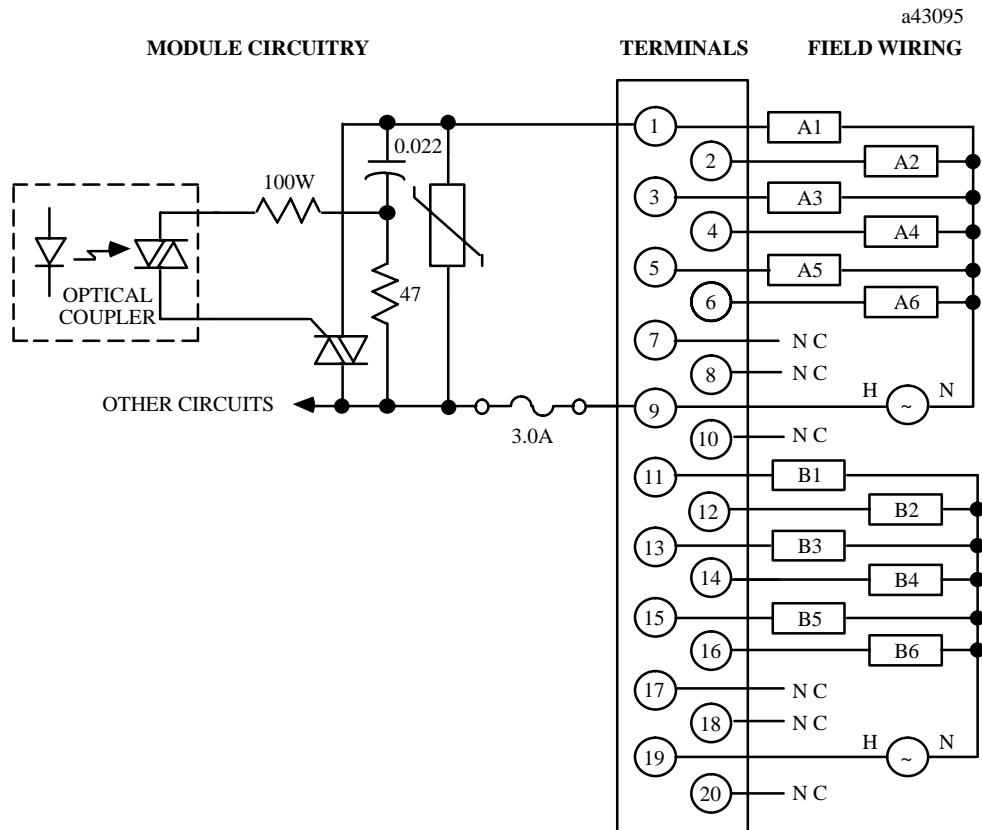 a43095
MODULE CIRCUITRY TERMINALS FIELD WIRING
1 A1
0.022
2 A2
100W
3 A3
4 A4
5 A5
OPTICAL
COUPLER
47
6 A6
7 N C
8 N C
OTHER CIRCUITS
3.0A
9 H ~ N
10 N C
11 B1
12 B2
13 B3
14 B4
15 B5
16 B6
17 N C
18 N C
19 H ~ N
20 N C